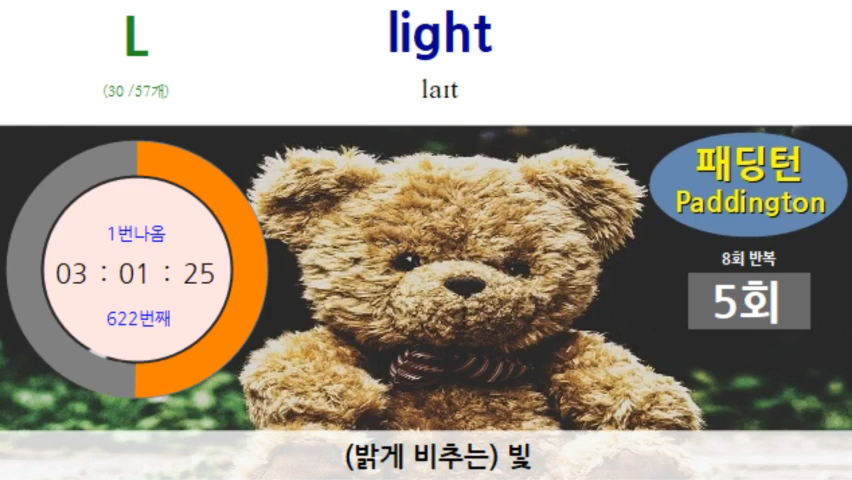 L
light
(30 /57개)
laɪt
패딩턴
Paddington
1번나옴
03 : 01 : 25
622번째
8회 반복
5회
(밝게 비추는) 빛